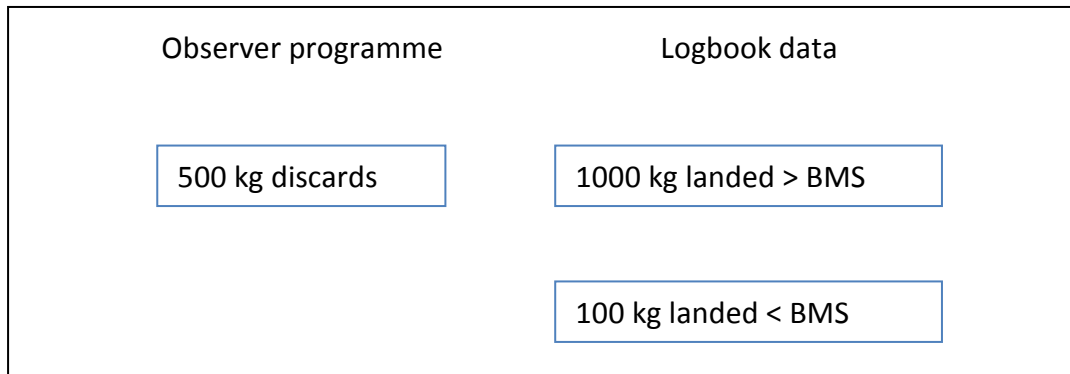 Observer programme
Logbook data
500 kg discards
1000 kg landed > BMS
100 kg landed < BMS